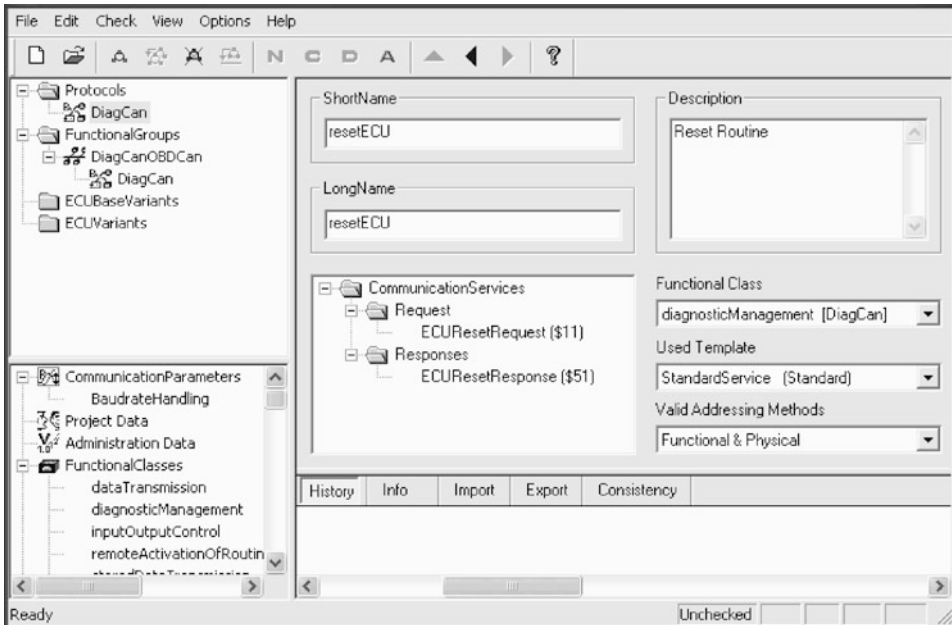 File Edit Check View Options Help
N C D A ?
Protocols
DiagCan
FunctionalGroups
DiagCanOBDCan
DiagCan
ECUBaseVariants
ECUVariants
CommunicationParameters
BaudrateHandling
Project Data
Administration Data
FunctionalClasses
dataTransmission
diagnosticManagement
inputOutputControl
remoteActivationOfRoutin
ShortName
resetECU
LongName
resetECU
Description
Reset Routine
CommunicationServices
Request
ECUResetRequest ($11)
Responses
ECUResetResponse ($51)
Functional Class
diagnosticManagement [DiagCan]
Used Template
StandardService (Standard)
Valid Addressing Methods
Functional & Physical
History Info Import Export Consistency
Ready
Unchecked